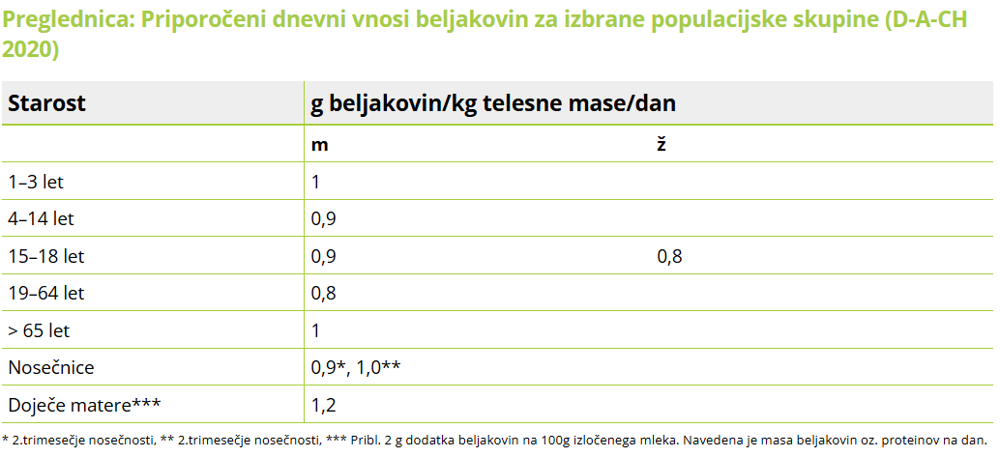 Preglednica: Priporočeni dnevni vnosi beljakovin za izbrane populacijske skupine (D-A-CH
2020)
Starost g beljakovin/kg telesne mase/dan
m ž
1–3 let 1
4–14 let 0,9
15–18 let 0,9 0,8
19–64 let 0,8
> 65 let 1
Nosečnice 0,9*, 1,0**
Doječe matere*** 1,2
* 2.trimesečje nosečnosti, ** 2.trimesečje nosečnosti, *** Pribl. 2 g dodatka beljakovin na 100g izločenega mleka. Navedena je masa beljakovin oz. proteinov na dan.